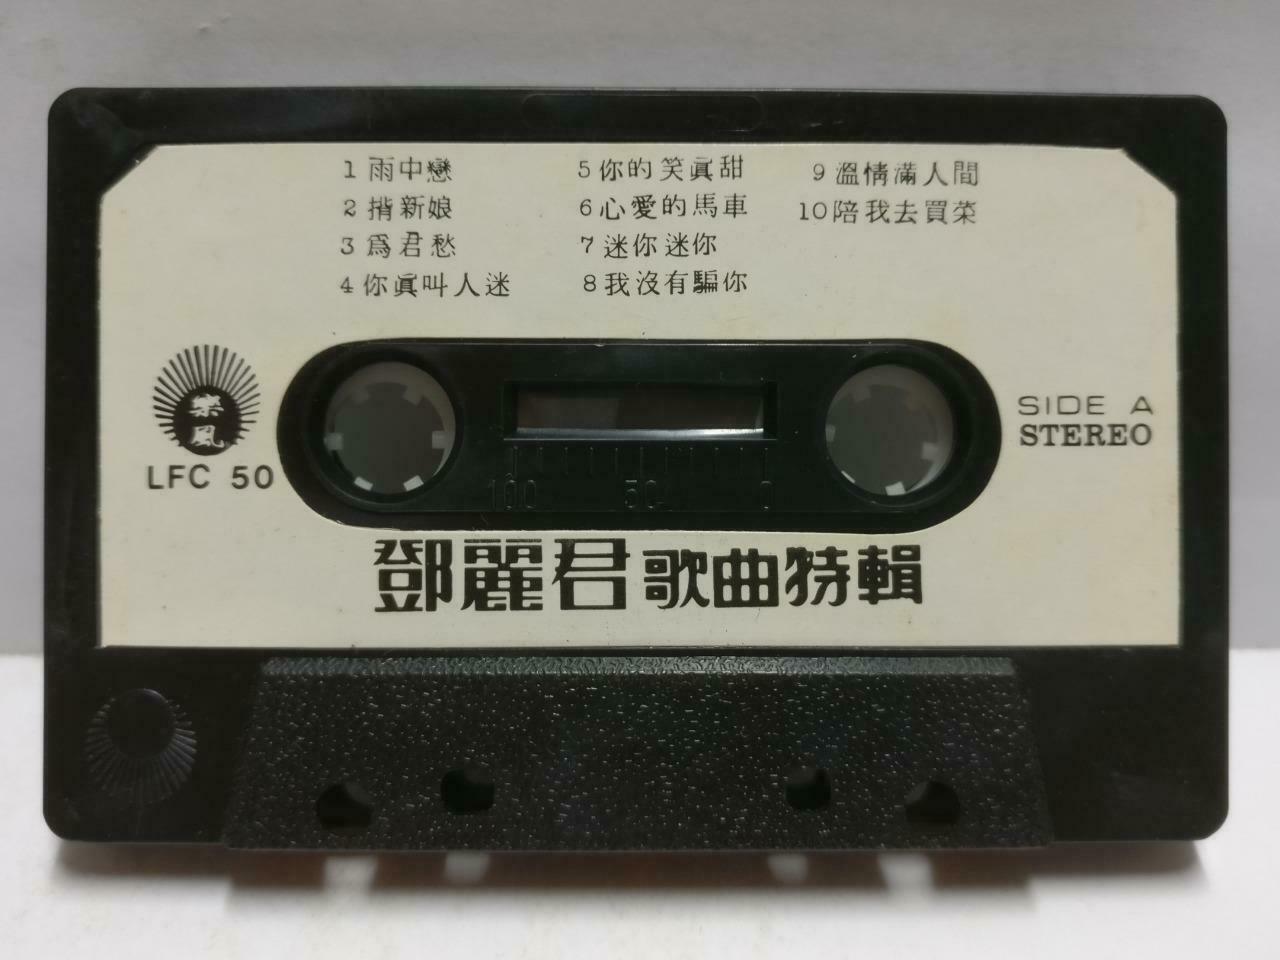 1 雨中戀
2 揹新娘
3 爲君愁
4 你眞叫人迷
5 你的笑眞甜
6 心愛的馬車
7 迷你迷你
8 我沒有騙你
9 溫情滿人間
10 陪我去買菜
樂風
LFC 50
SIDE A
STEREO
100 50 0
鄧麗君歌曲特輯